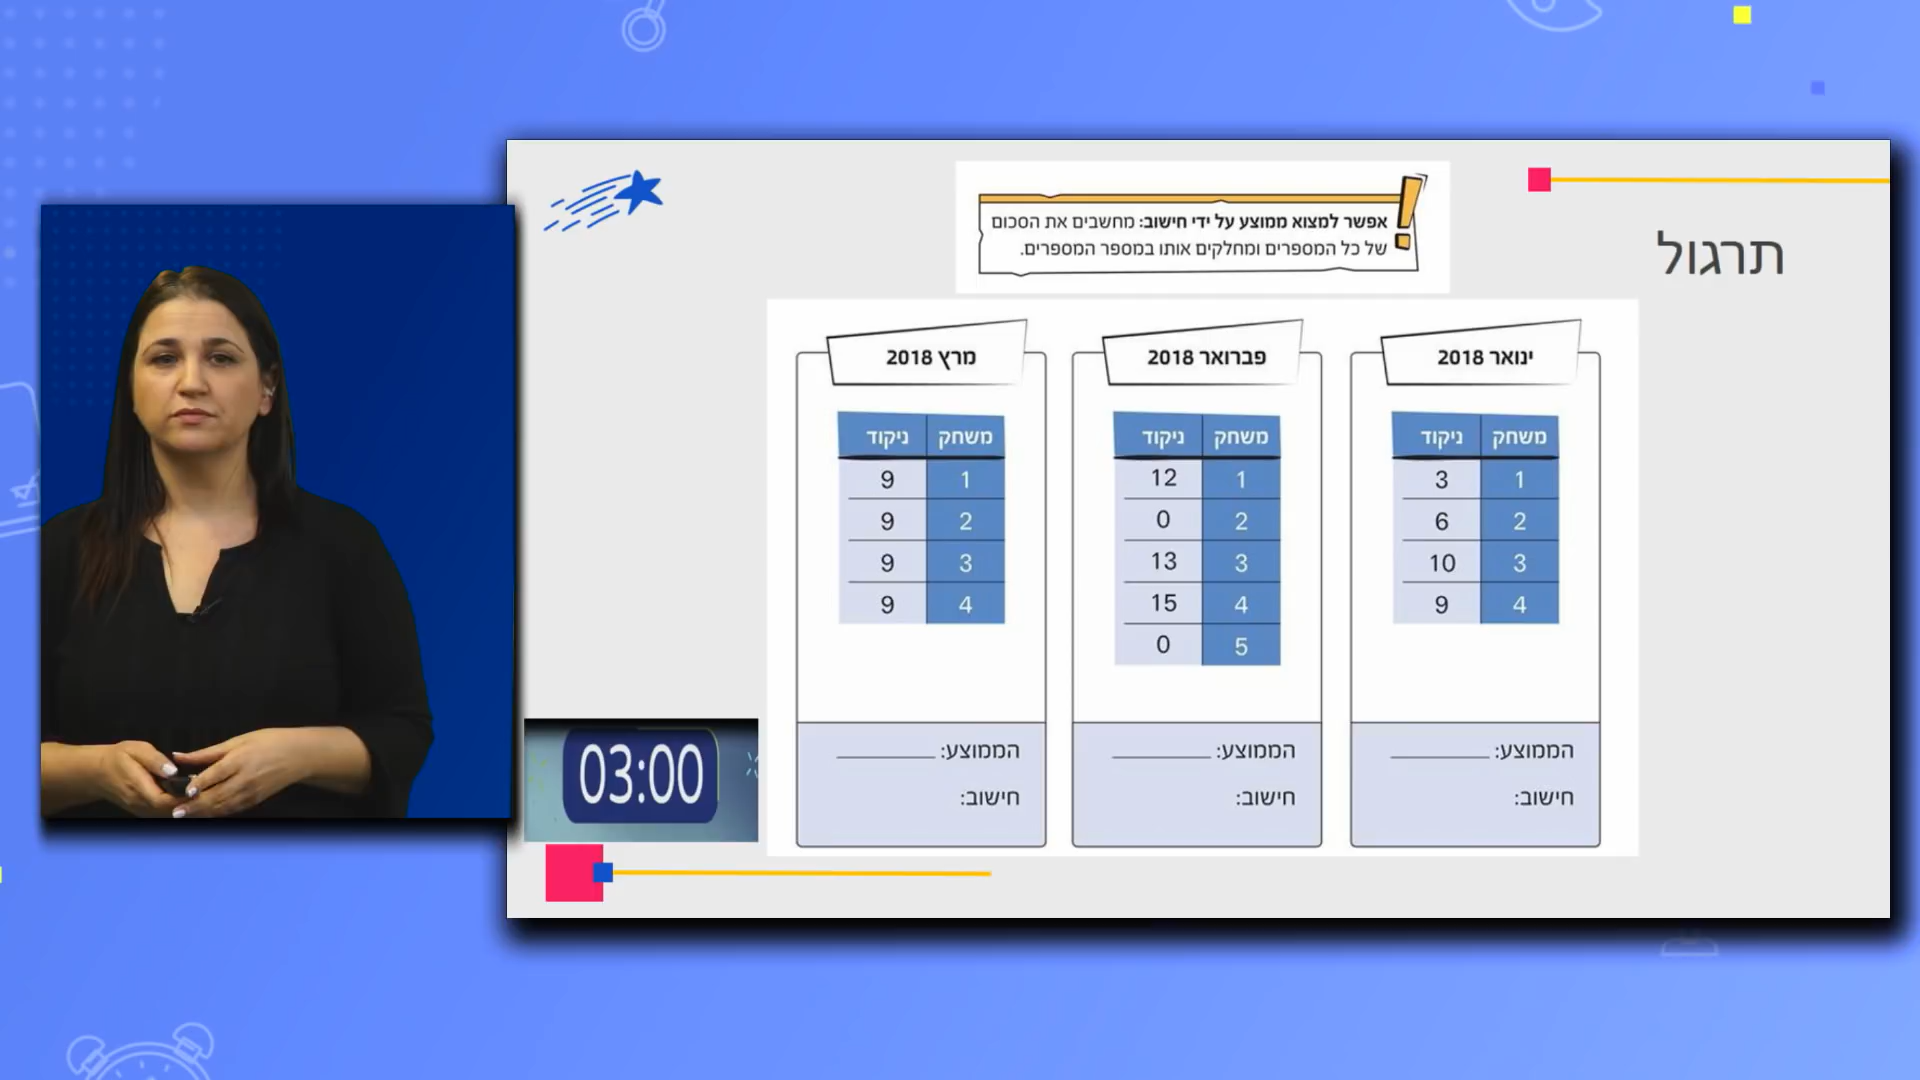 תרגול
אפשר למצוא ממוצע על ידי חישוב: מחשבים את הסכום
של כל המספרים ומחלקים אותו במספר המספרים.
ינואר 2018
משחק ניקוד
1 3
2 6
3 10
4 9
הממוצע: ________
חישוב:
פברואר 2018
משחק ניקוד
1 12
2 0
3 13
4 15
5 0
הממוצע: ________
חישוב:
מרץ 2018
משחק ניקוד
1 9
2 9
3 9
4 9
הממוצע: ________
חישוב:
03:00